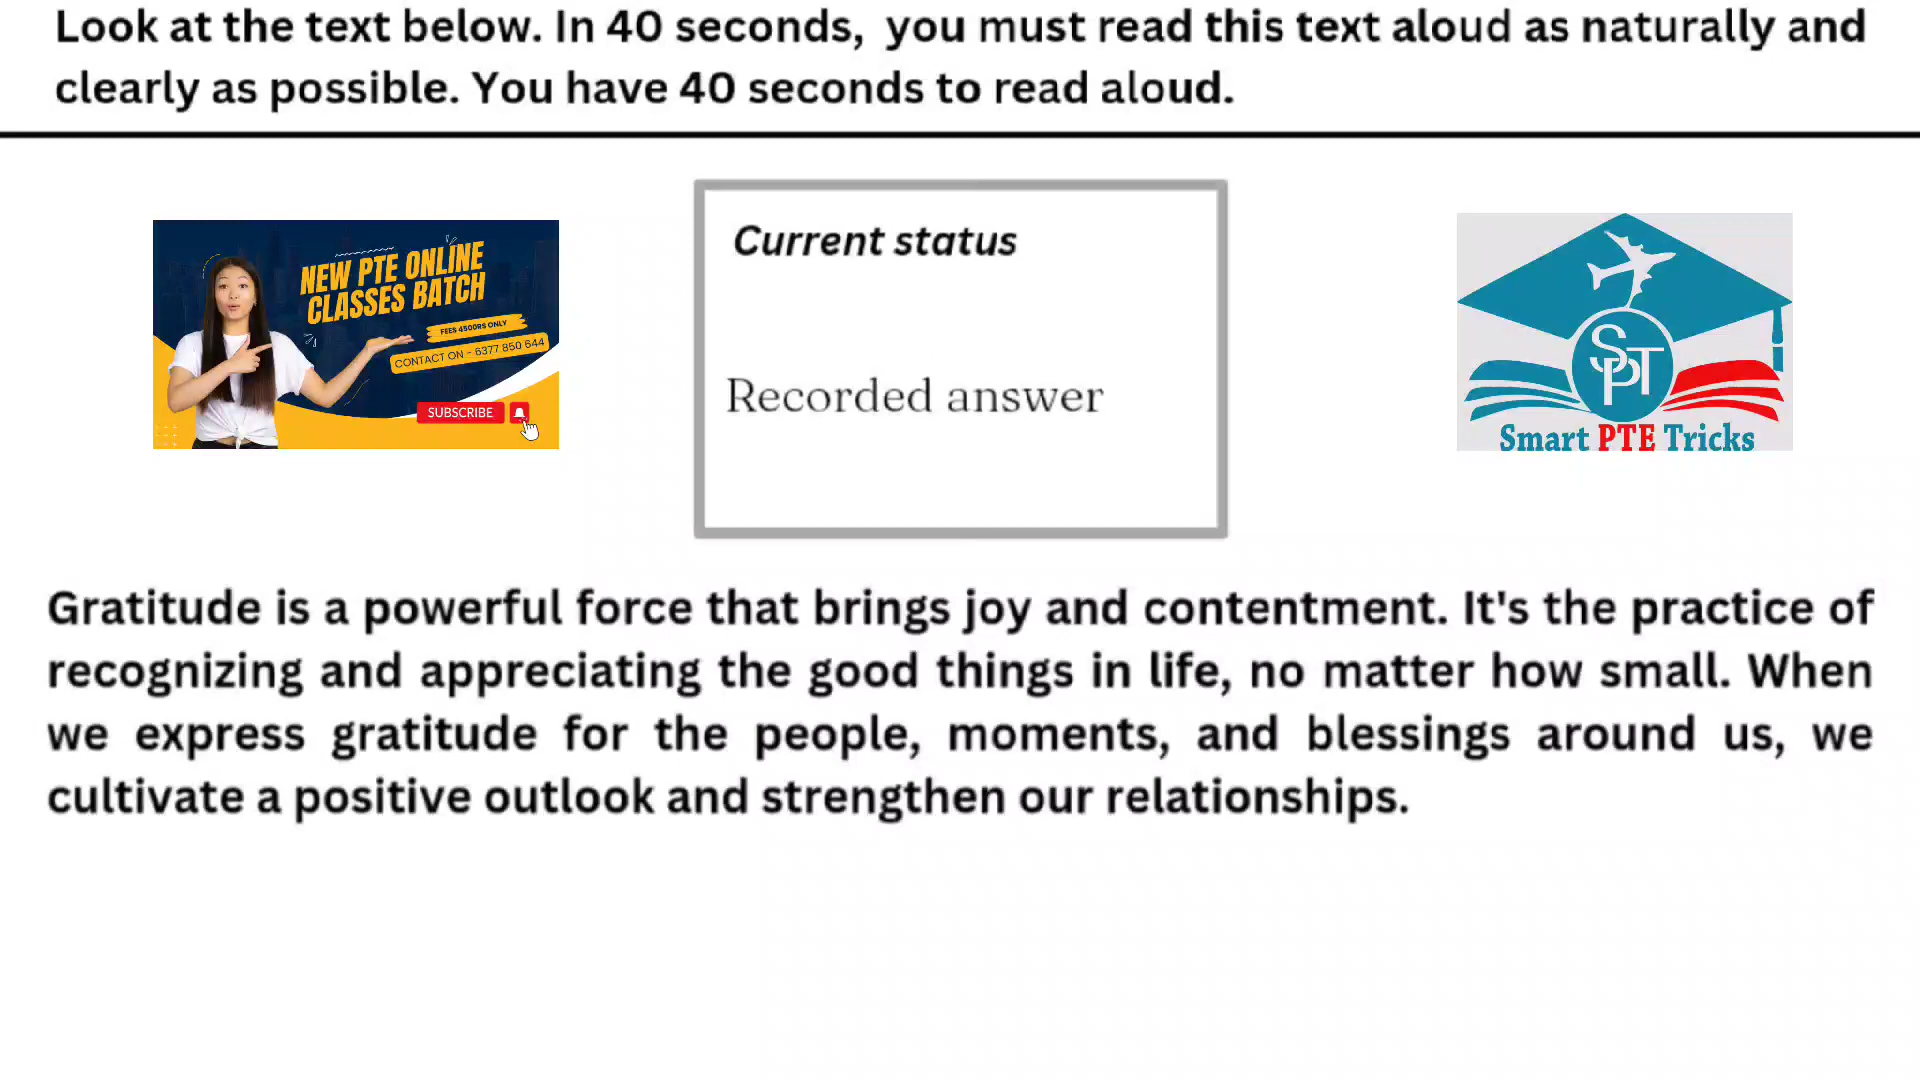 Look at the text below. In 40 seconds, you must read this text aloud as naturally and
clearly as possible. You have 40 seconds to read aloud.
NEW PTE ONLINE
CLASSES BATCH
FEES 4500RS ONLY
CONTACT ON - 6377 850 644
SUBSCRIBE
Current status
Recorded answer
SPT
Smart PTE Tricks
Gratitude is a powerful force that brings joy and contentment. It's the practice of
recognizing and appreciating the good things in life, no matter how small. When
we express gratitude for the people, moments, and blessings around us, we
cultivate a positive outlook and strengthen our relationships.